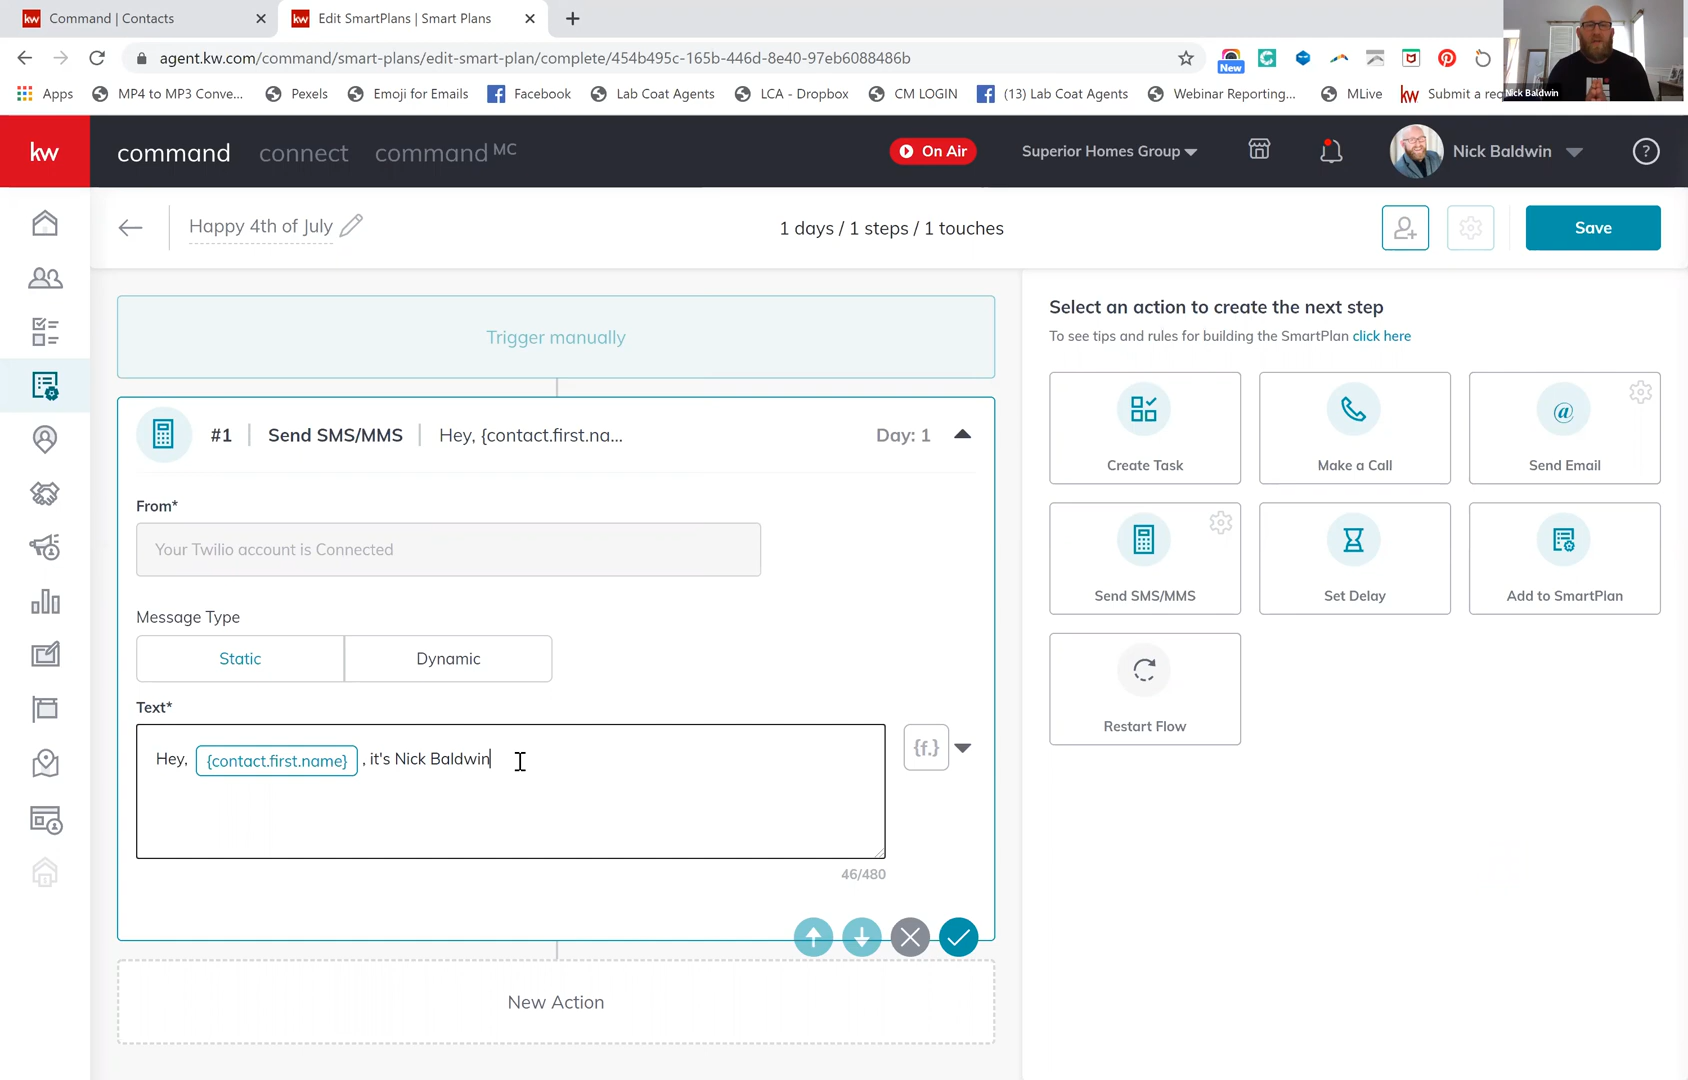 kw Command | Contacts
kw Edit SmartPlans | Smart Plans
agent.kw.com/command/smart-plans/edit-smart-plan/complete/454b495c-165b-446d-8e40-97eb6088486b
New
Nick Baldwin
Apps MP4 to MP3 Conve... Pexels Emoji for Emails Facebook Lab Coat Agents LCA - Dropbox CM LOGIN (13) Lab Coat Agents Webinar Reporting... MLive kw Submit a req
kw command connect command MC On Air Superior Homes Group Nick Baldwin ?
Happy 4th of July
1 days / 1 steps / 1 touches
Save
Trigger manually
#1 Send SMS/MMS Hey, {contact.first.na... Day: 1
From*
Your Twilio account is Connected
Message Type
Static Dynamic
Text*
Hey, {contact.first.name} , it's Nick Baldwin
{f.}
46/480
New Action
Select an action to create the next step
To see tips and rules for building the SmartPlan click here
@
Create Task Make a Call Send Email
Send SMS/MMS Set Delay Add to SmartPlan
Restart Flow